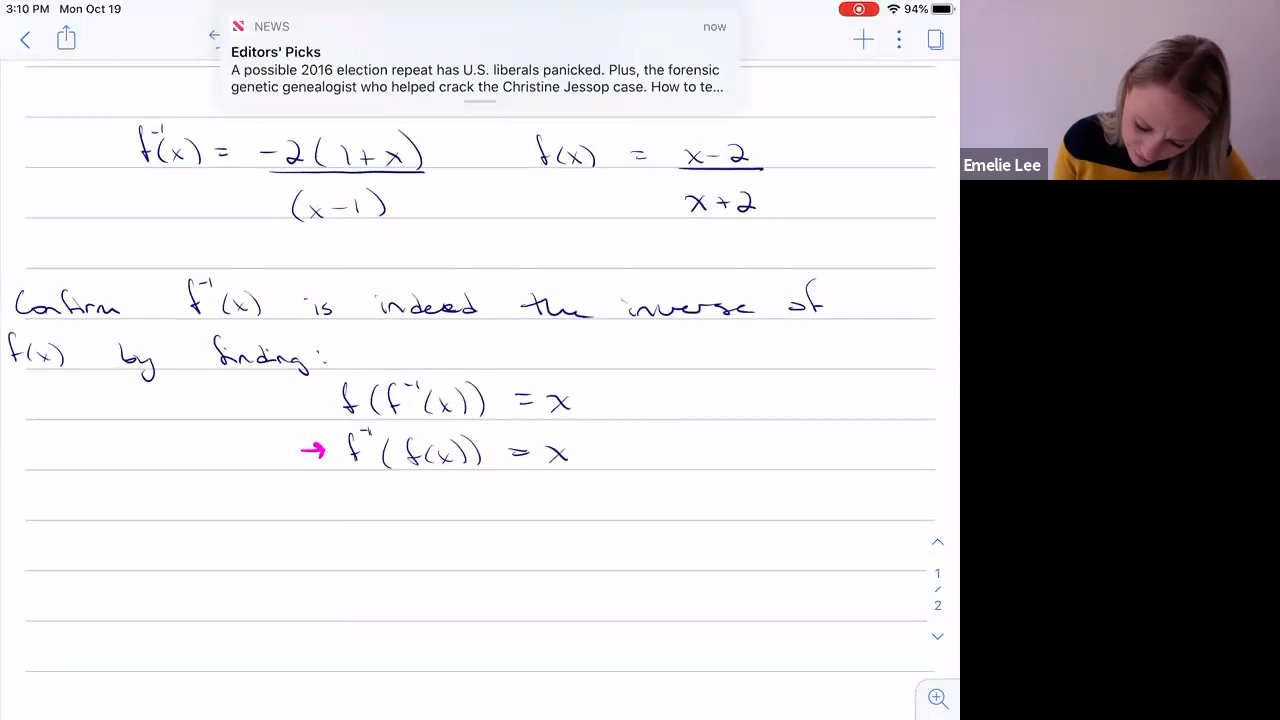 3:10 PM Mon Oct 19
94%
NEWS
now
Editors' Picks
A possible 2016 election repeat has U.S. liberals panicked. Plus, the forensic
genetic genealogist who helped crack the Christine Jessop case. How to te...
f⁻¹(x) = -2(1+x) / (x-1)    f(x) = x-2 / x+2
Confirm f⁻¹(x) is indeed the inverse of
f(x) by finding:
f(f⁻¹(x)) = x
→ f⁻¹(f(x)) = x
1
/
2
Emelie Lee